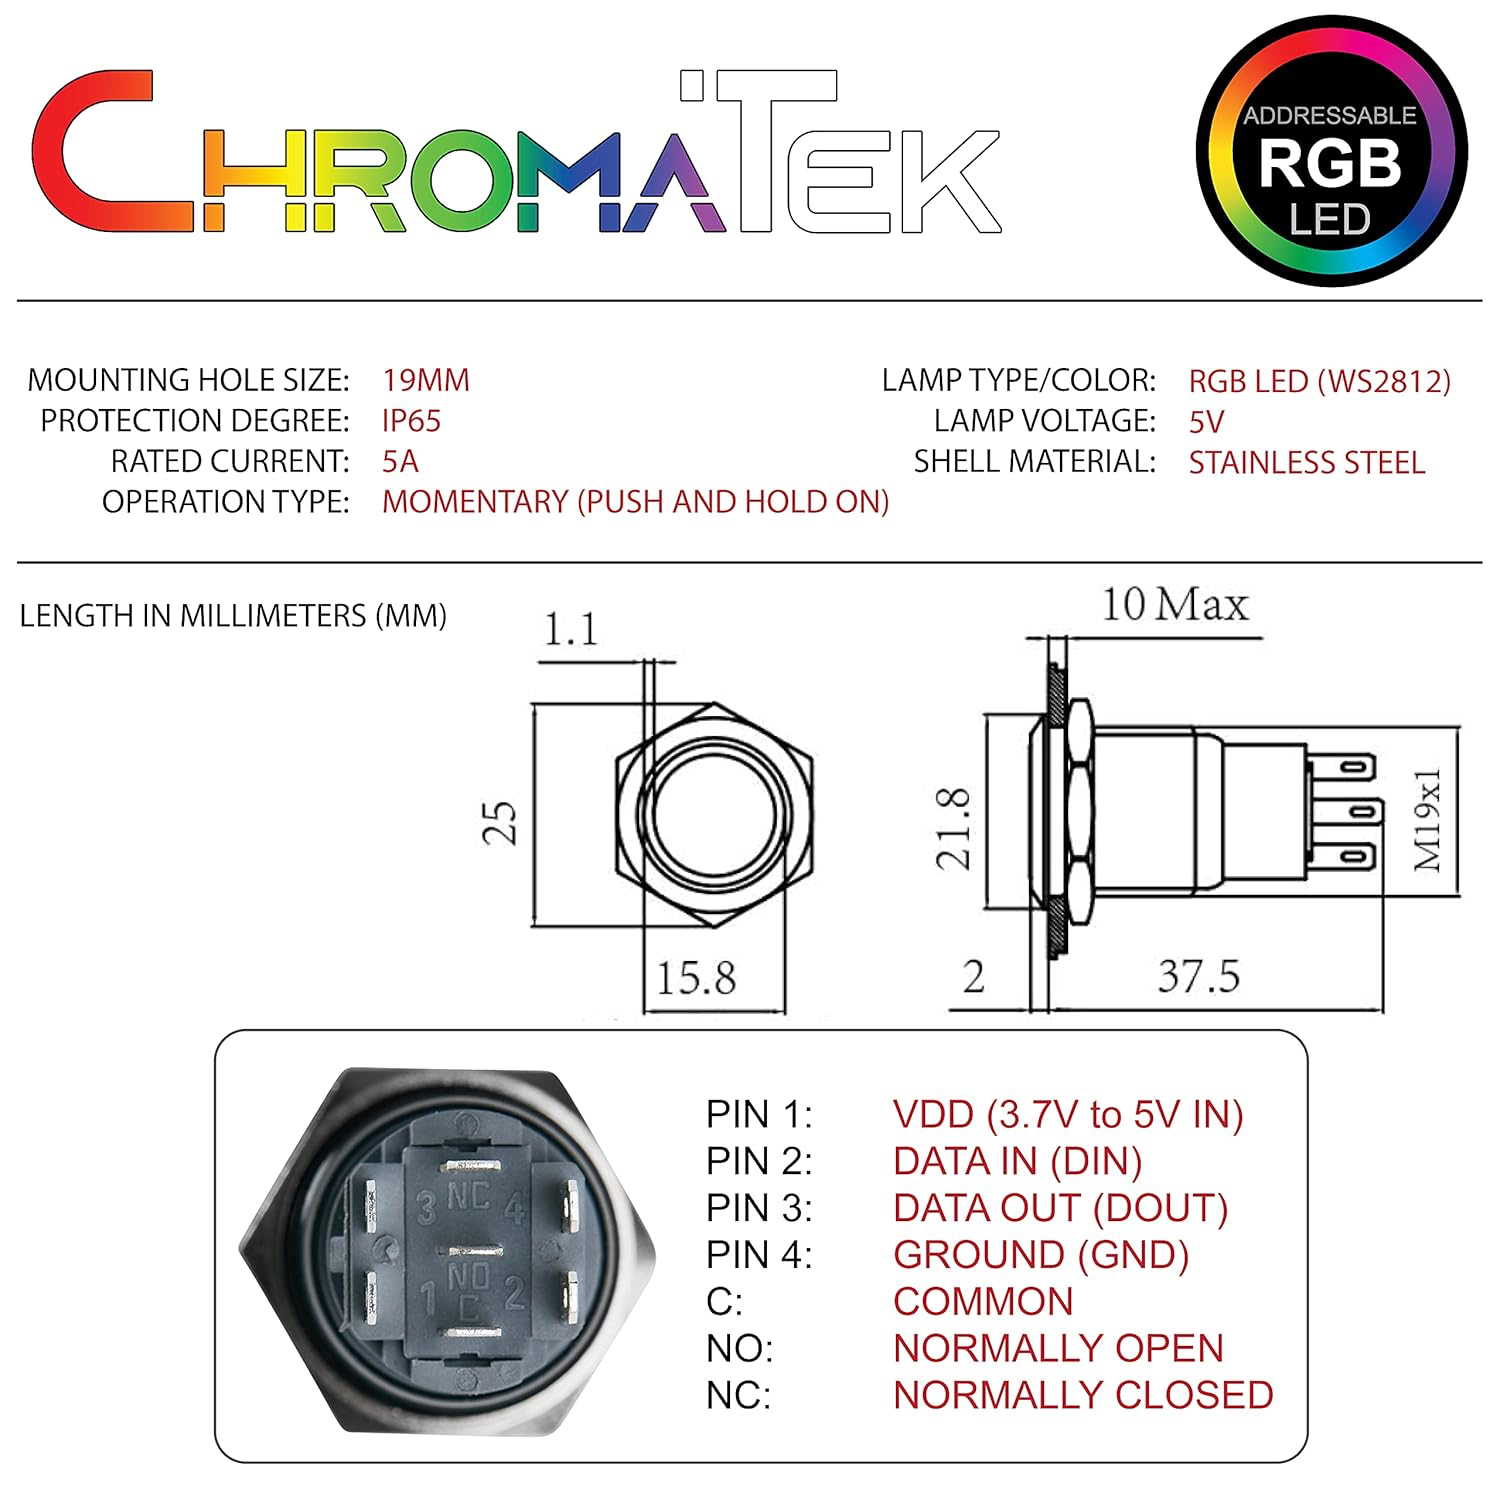 CHROMATEK
ADDRESSABLE
RGB
LED
MOUNTING HOLE SIZE: 19MM
PROTECTION DEGREE: IP65
RATED CURRENT: 5A
OPERATION TYPE: MOMENTARY (PUSH AND HOLD ON)
LAMP TYPE/COLOR: RGB LED (WS2812)
LAMP VOLTAGE: 5V
SHELL MATERIAL: STAINLESS STEEL
LENGTH IN MILLIMETERS (MM)
1.1
25
15.8
10 Max
21.8
M19x1
2
37.5
3 NC 4
NO
1 C 2
PIN 1: VDD (3.7V to 5V IN)
PIN 2: DATA IN (DIN)
PIN 3: DATA OUT (DOUT)
PIN 4: GROUND (GND)
C: COMMON
NO: NORMALLY OPEN
NC: NORMALLY CLOSED